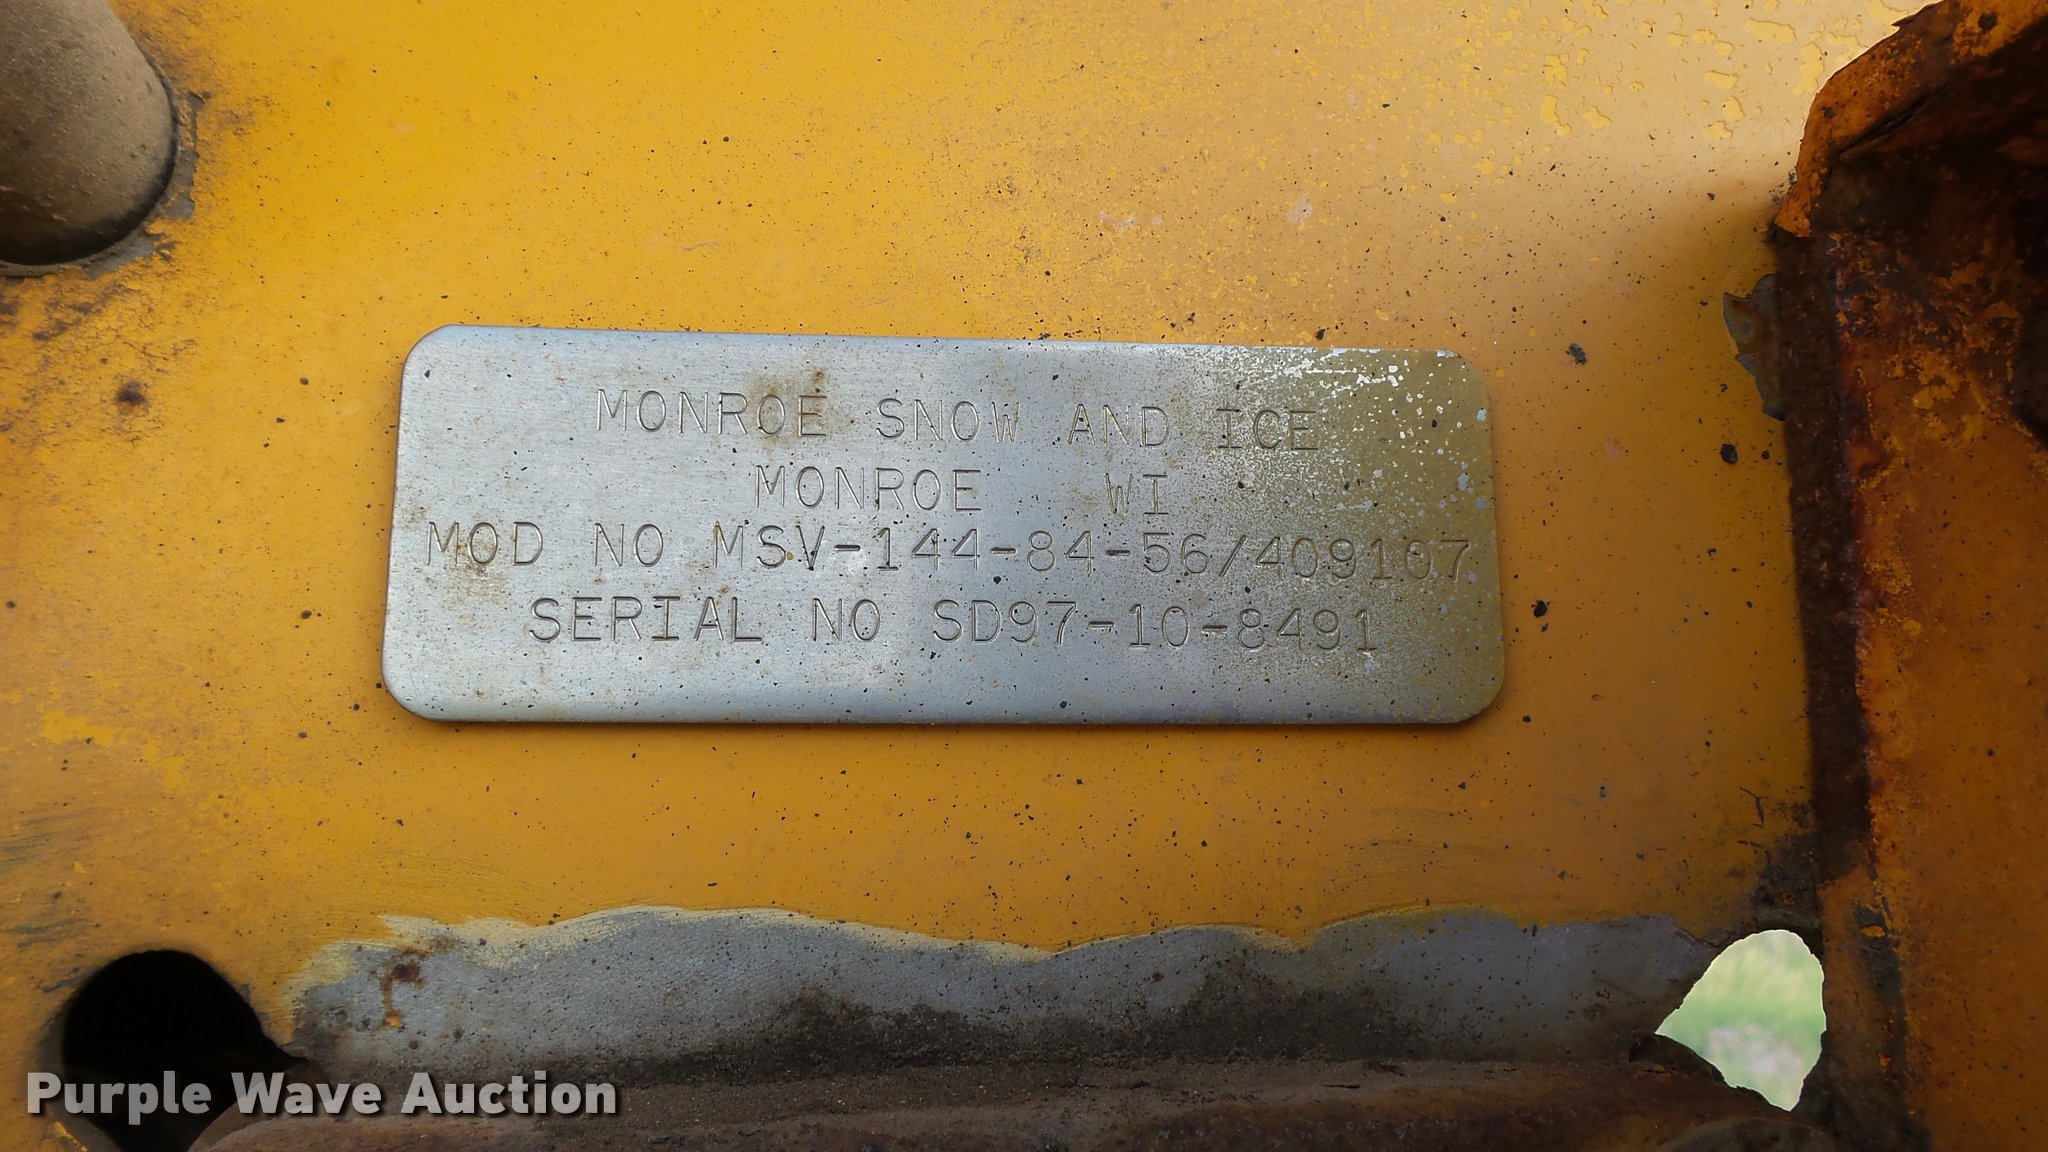 MONROE SNOW AND ICE
MONROE WI
MOD NO MSV-144-84-56/409107
SERIAL NO SD97-10-8491
Purple Wave Auction